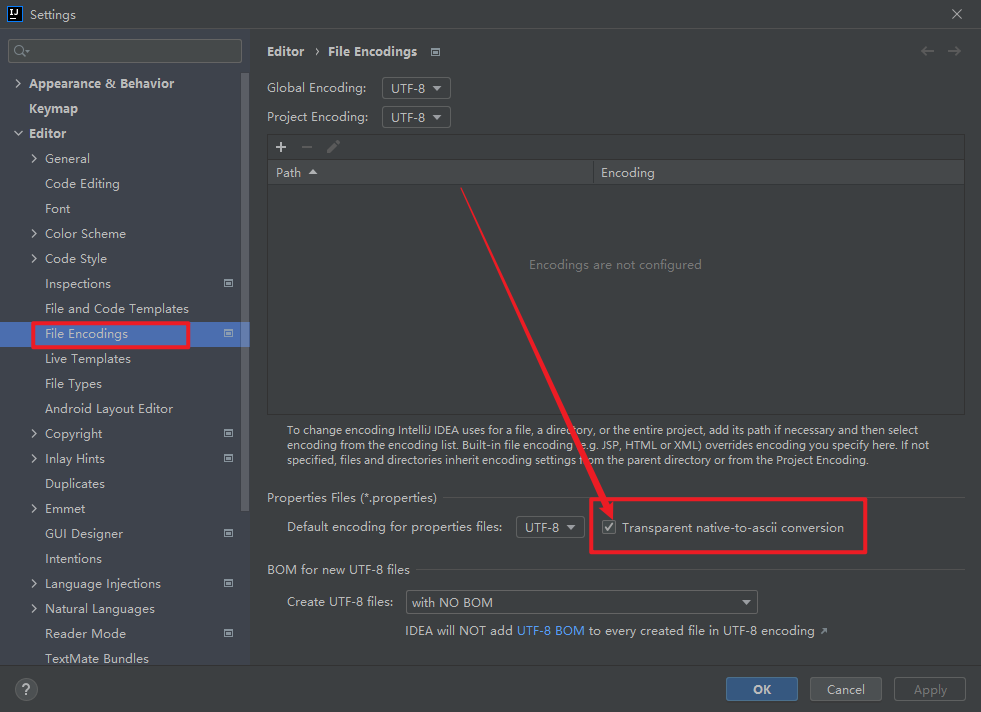 IJ
Settings
Appearance & Behavior
Keymap
Editor
General
Code Editing
Font
Color Scheme
Code Style
Inspections
File and Code Templates
File Encodings
Live Templates
File Types
Android Layout Editor
Copyright
Inlay Hints
Duplicates
Emmet
GUI Designer
Intentions
Language Injections
Natural Languages
Reader Mode
TextMate Bundles
Editor › File Encodings
Global Encoding: UTF-8
Project Encoding: UTF-8
Path Encoding
Encodings are not configured
To change encoding IntelliJ IDEA uses for a file, a directory, or the entire project, add its path if necessary and then select
encoding from the encoding list. Built-in file encoding (e.g. JSP, HTML or XML) overrides encoding you specify here. If not
specified, files and directories inherit encoding settings from the parent directory or from the Project Encoding.
Properties Files (*.properties)
Default encoding for properties files: UTF-8 Transparent native-to-ascii conversion
BOM for new UTF-8 files
Create UTF-8 files: with NO BOM
IDEA will NOT add UTF-8 BOM to every created file in UTF-8 encoding ↗
? OK Cancel Apply